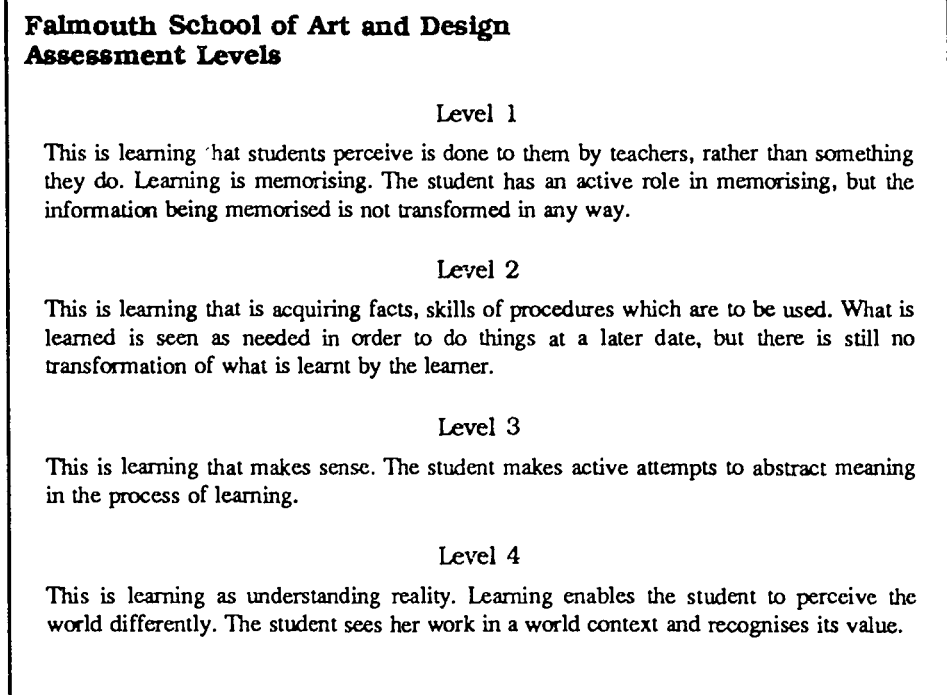 Falmouth School of Art and Design
Assessment Levels
Level 1
This is learning 'hat students perceive is done to them by teachers, rather than something
they do. Learning is memorising. The student has an active role in memorising, but the
information being memorised is not transformed in any way.
Level 2
This is learning that is acquiring facts, skills of procedures which are to be used. What is
learned is seen as needed in order to do things at a later date, but there is still no
transformation of what is learnt by the learner.
Level 3
This is learning that makes sense. The student makes active attempts to abstract meaning
in the process of learning.
Level 4
This is learning as understanding reality. Learning enables the student to perceive the
world differently. The student sees her work in a world context and recognises its value.